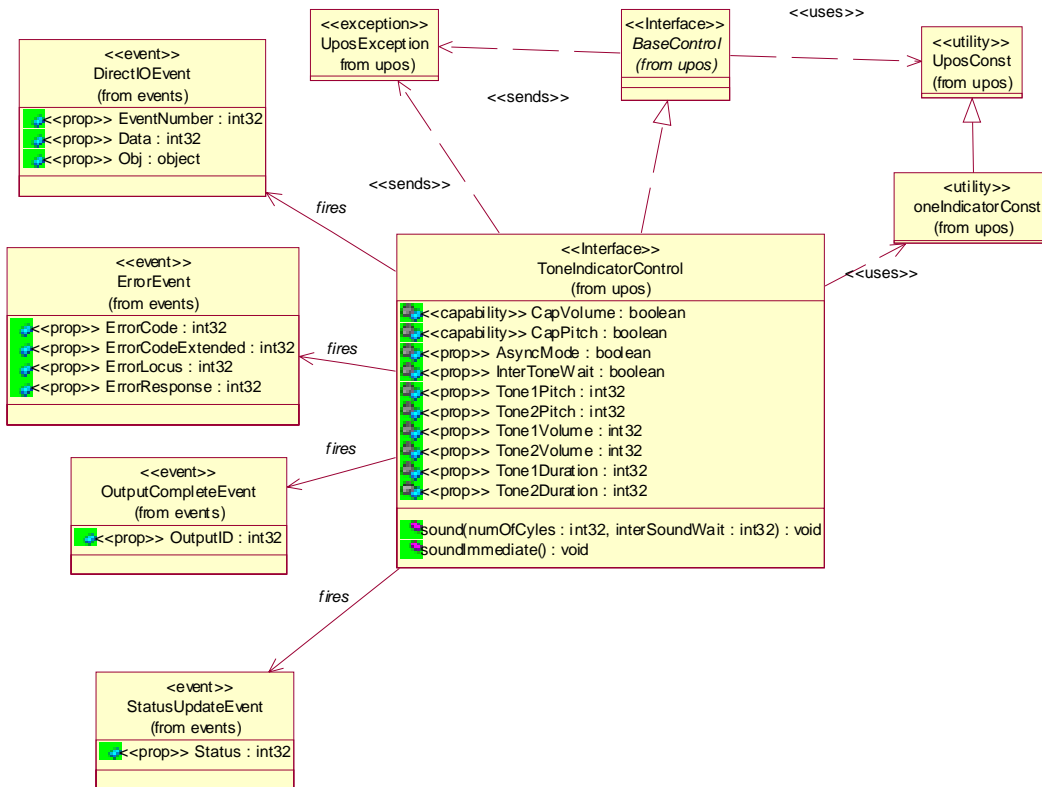 <<exception>>
UposException
from upos)
<<Interface>>
BaseControl
(from upos)
<<uses>>
<<utility>>
UposConst
(from upos)
<<sends>>
<<event>>
DirectIOEvent
(from events)
<<prop>> EventNumber : int32
<<prop>> Data : int32
<<prop>> Obj : object
fires
<<sends>>
<utility>>
oneIndicatorConst
(from upos)
<<uses>>
<<Interface>>
ToneIndicatorControl
(from upos)
<<capability>> CapVolume : boolean
<<capability>> CapPitch : boolean
<<prop>> AsyncMode : boolean
<<prop>> InterToneWait : boolean
<<prop>> Tone1Pitch : int32
<<prop>> Tone2Pitch : int32
<<prop>> Tone1Volume : int32
<<prop>> Tone2Volume : int32
<<prop>> Tone1Duration : int32
<<prop>> Tone2Duration : int32
sound(numOfCyles : int32, interSoundWait : int32) : void
soundImmediate() : void
<<event>>
ErrorEvent
(from events)
<<prop>> ErrorCode : int32
<<prop>> ErrorCodeExtended : int32
<<prop>> ErrorLocus : int32
<<prop>> ErrorResponse : int32
fires
<<event>>
OutputCompleteEvent
(from events)
<<prop>> OutputID : int32
fires
<event>>
StatusUpdateEvent
(from events)
<<prop>> Status : int32
fires